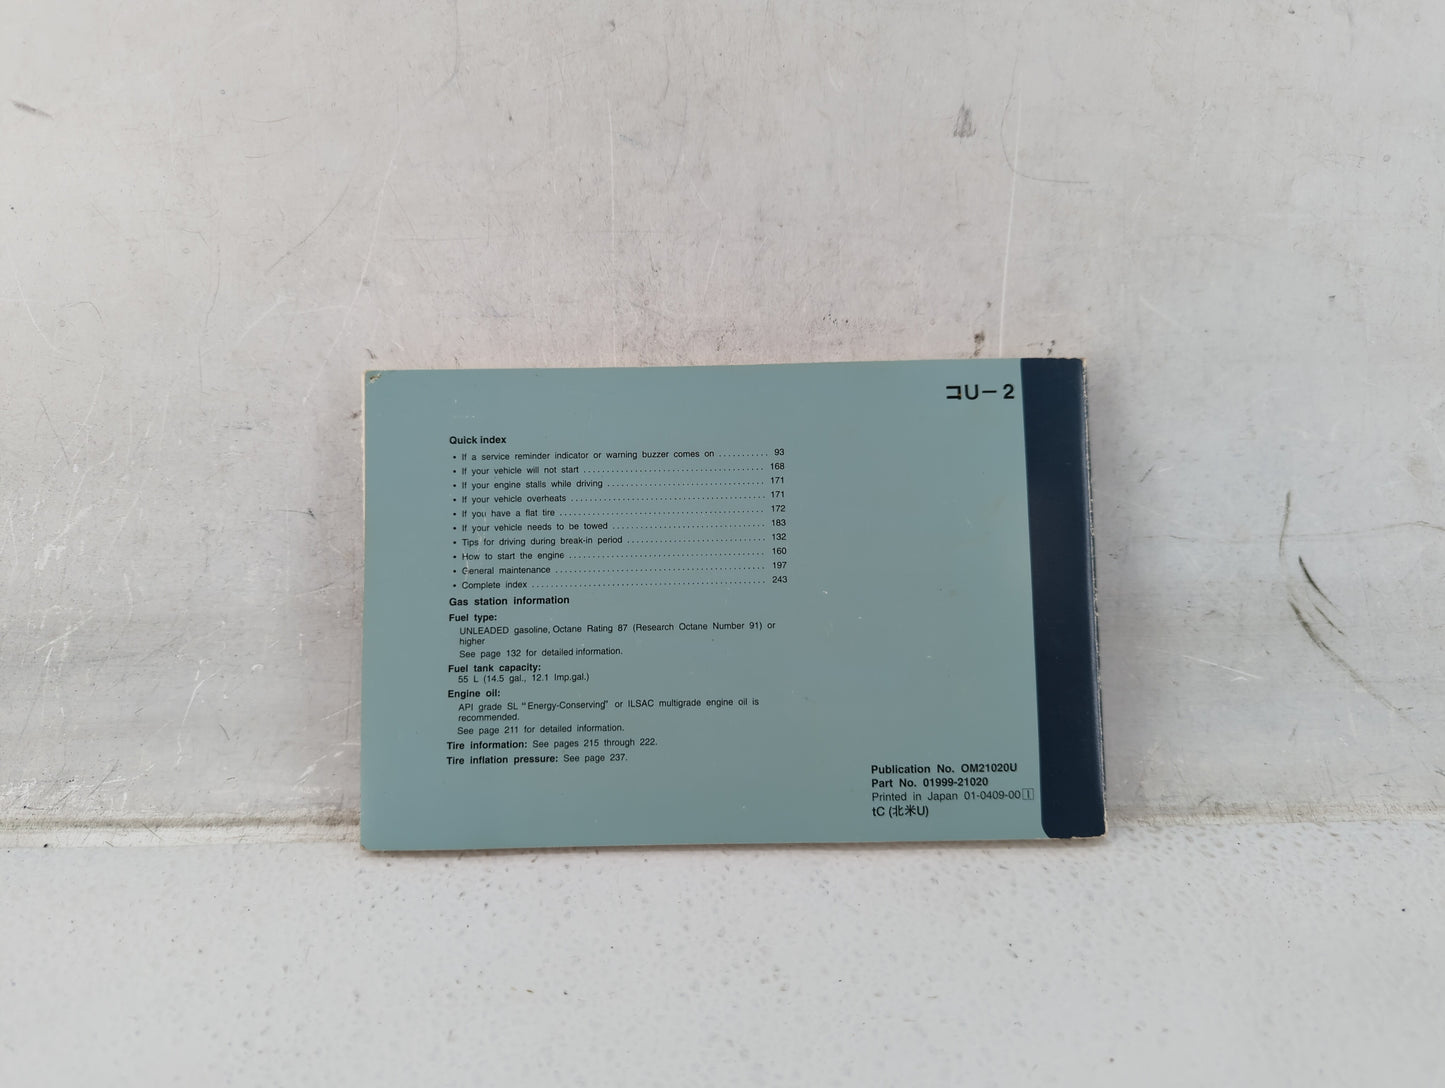 コU－2
Quick index
• If a service reminder indicator or warning buzzer comes on .......... 93
• If your vehicle will not start ........................................ 168
• If your engine stalls while driving .................................. 171
• If your vehicle overheats ........................................... 171
• If you have a flat tire .............................................. 172
• If your vehicle needs to be towed .................................. 183
• Tips for driving during break-in period .............................. 132
• How to start the engine ............................................ 160
• General maintenance .............................................. 197
• Complete index .................................................... 243
Gas station information
Fuel type:
UNLEADED gasoline, Octane Rating 87 (Research Octane Number 91) or
higher
See page 132 for detailed information.
Fuel tank capacity:
55 L (14.5 gal., 12.1 Imp.gal.)
Engine oil:
API grade SL "Energy-Conserving" or ILSAC multigrade engine oil is
recommended.
See page 211 for detailed information.
Tire information: See pages 215 through 222.
Tire inflation pressure: See page 237.
Publication No. OM21020U
Part No. 01999-21020
Printed in Japan 01-0409-00 I
tC (北米U)